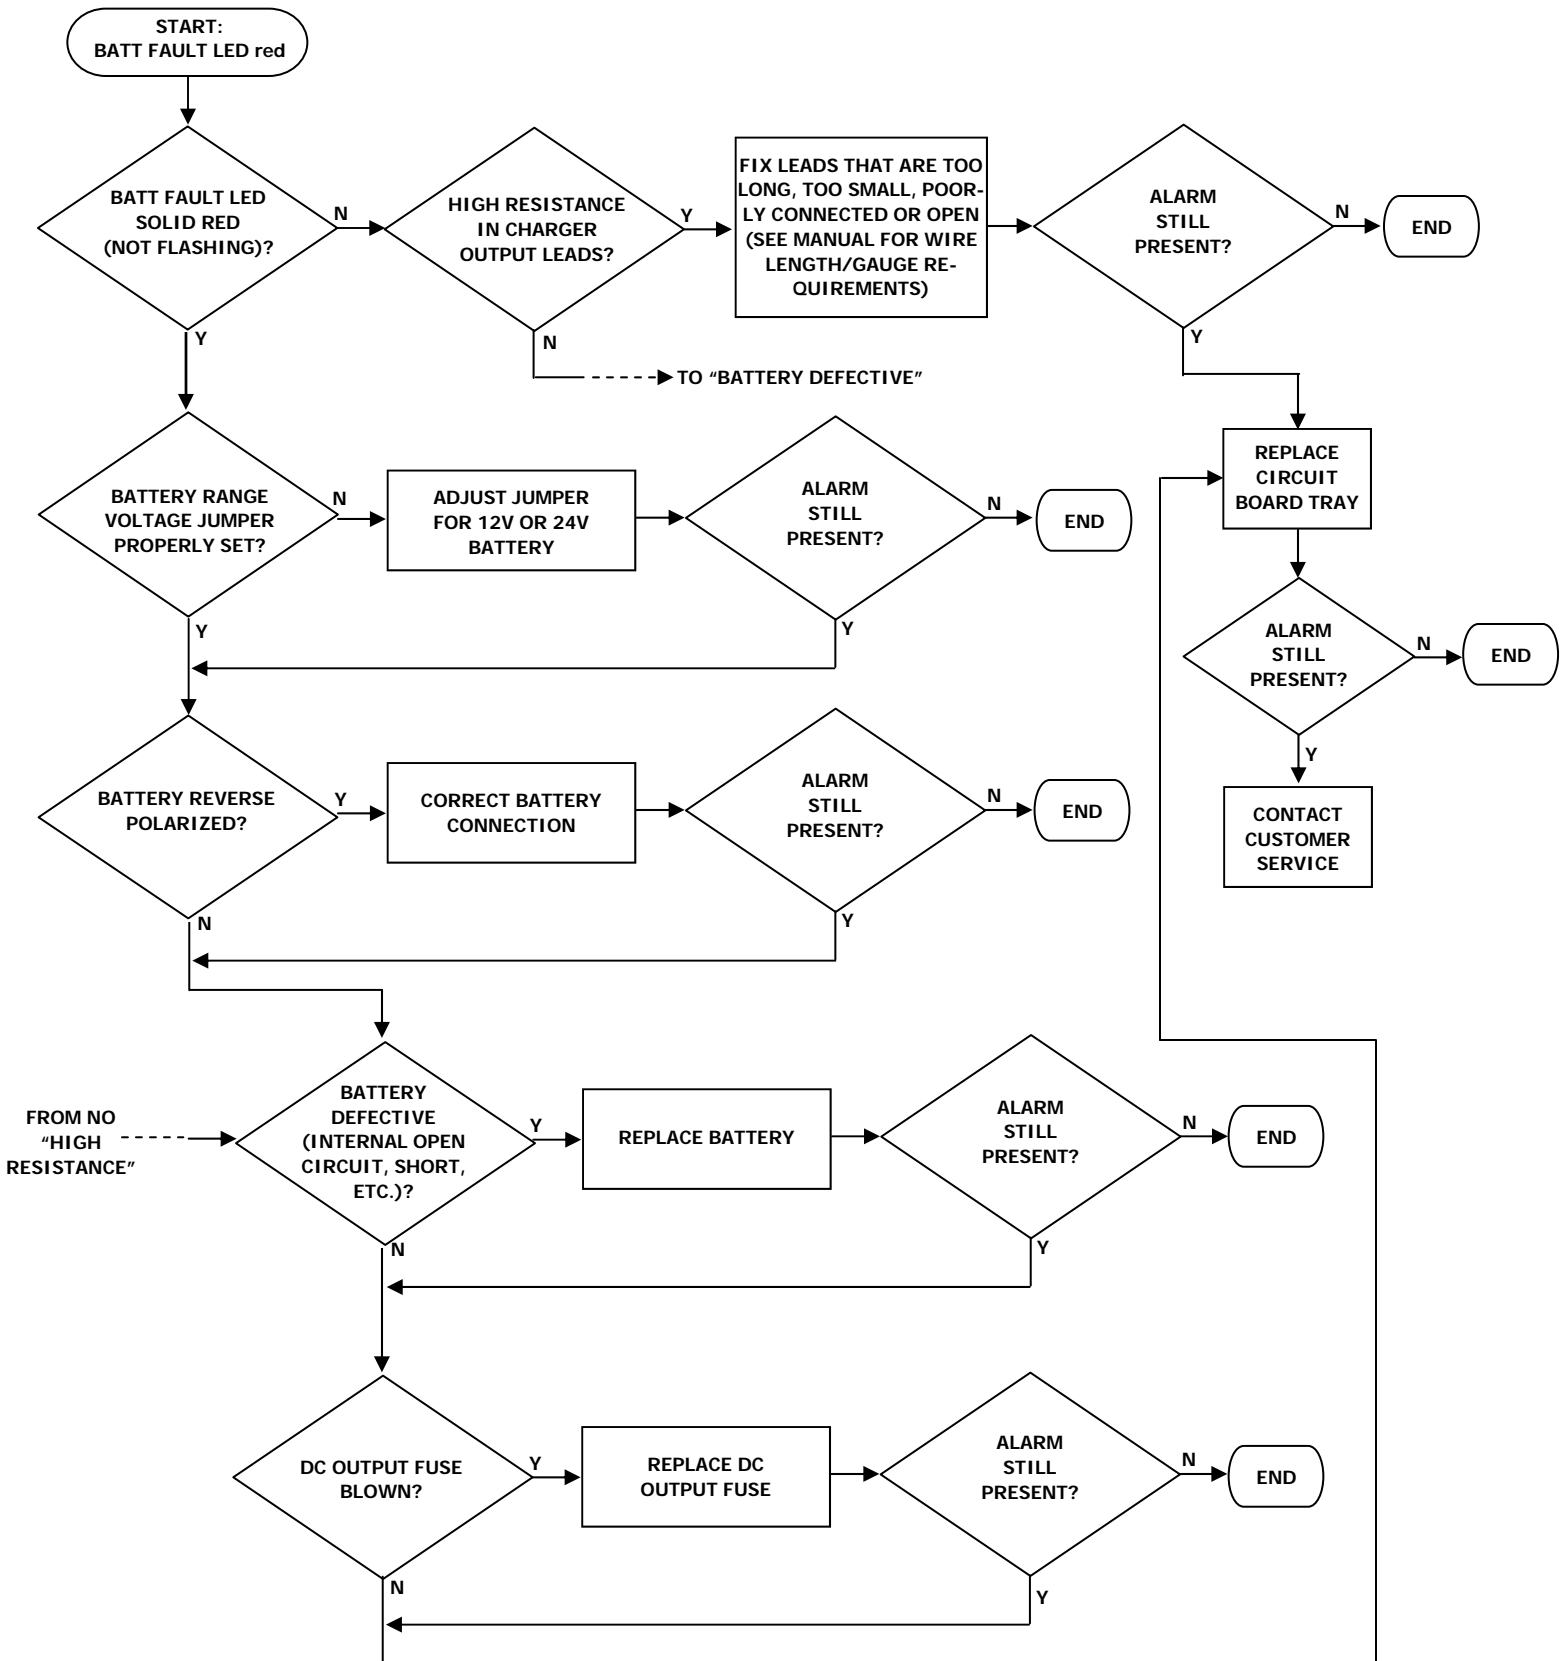 START:
BATT FAULT LED red
BATT FAULT LED
SOLID RED
(NOT FLASHING)?
N
Y
HIGH RESISTANCE
IN CHARGER
OUTPUT LEADS?
Y
N
TO “BATTERY DEFECTIVE”
FIX LEADS THAT ARE TOO
LONG, TOO SMALL, POOR-
LY CONNECTED OR OPEN
(SEE MANUAL FOR WIRE
LENGTH/GAUGE RE-
QUIREMENTS)
ALARM
STILL
PRESENT?
N
END
Y
BATTERY RANGE
VOLTAGE JUMPER
PROPERLY SET?
N
Y
ADJUST JUMPER
FOR 12V OR 24V
BATTERY
ALARM
STILL
PRESENT?
N
END
Y
REPLACE
CIRCUIT
BOARD TRAY
ALARM
STILL
PRESENT?
N
END
Y
CONTACT
CUSTOMER
SERVICE
BATTERY REVERSE
POLARIZED?
Y
N
CORRECT BATTERY
CONNECTION
ALARM
STILL
PRESENT?
N
END
Y
FROM NO
“HIGH
RESISTANCE”
BATTERY
DEFECTIVE
(INTERNAL OPEN
CIRCUIT, SHORT,
ETC.)?
Y
N
REPLACE BATTERY
ALARM
STILL
PRESENT?
N
END
Y
DC OUTPUT FUSE
BLOWN?
Y
N
REPLACE DC
OUTPUT FUSE
ALARM
STILL
PRESENT?
N
END
Y